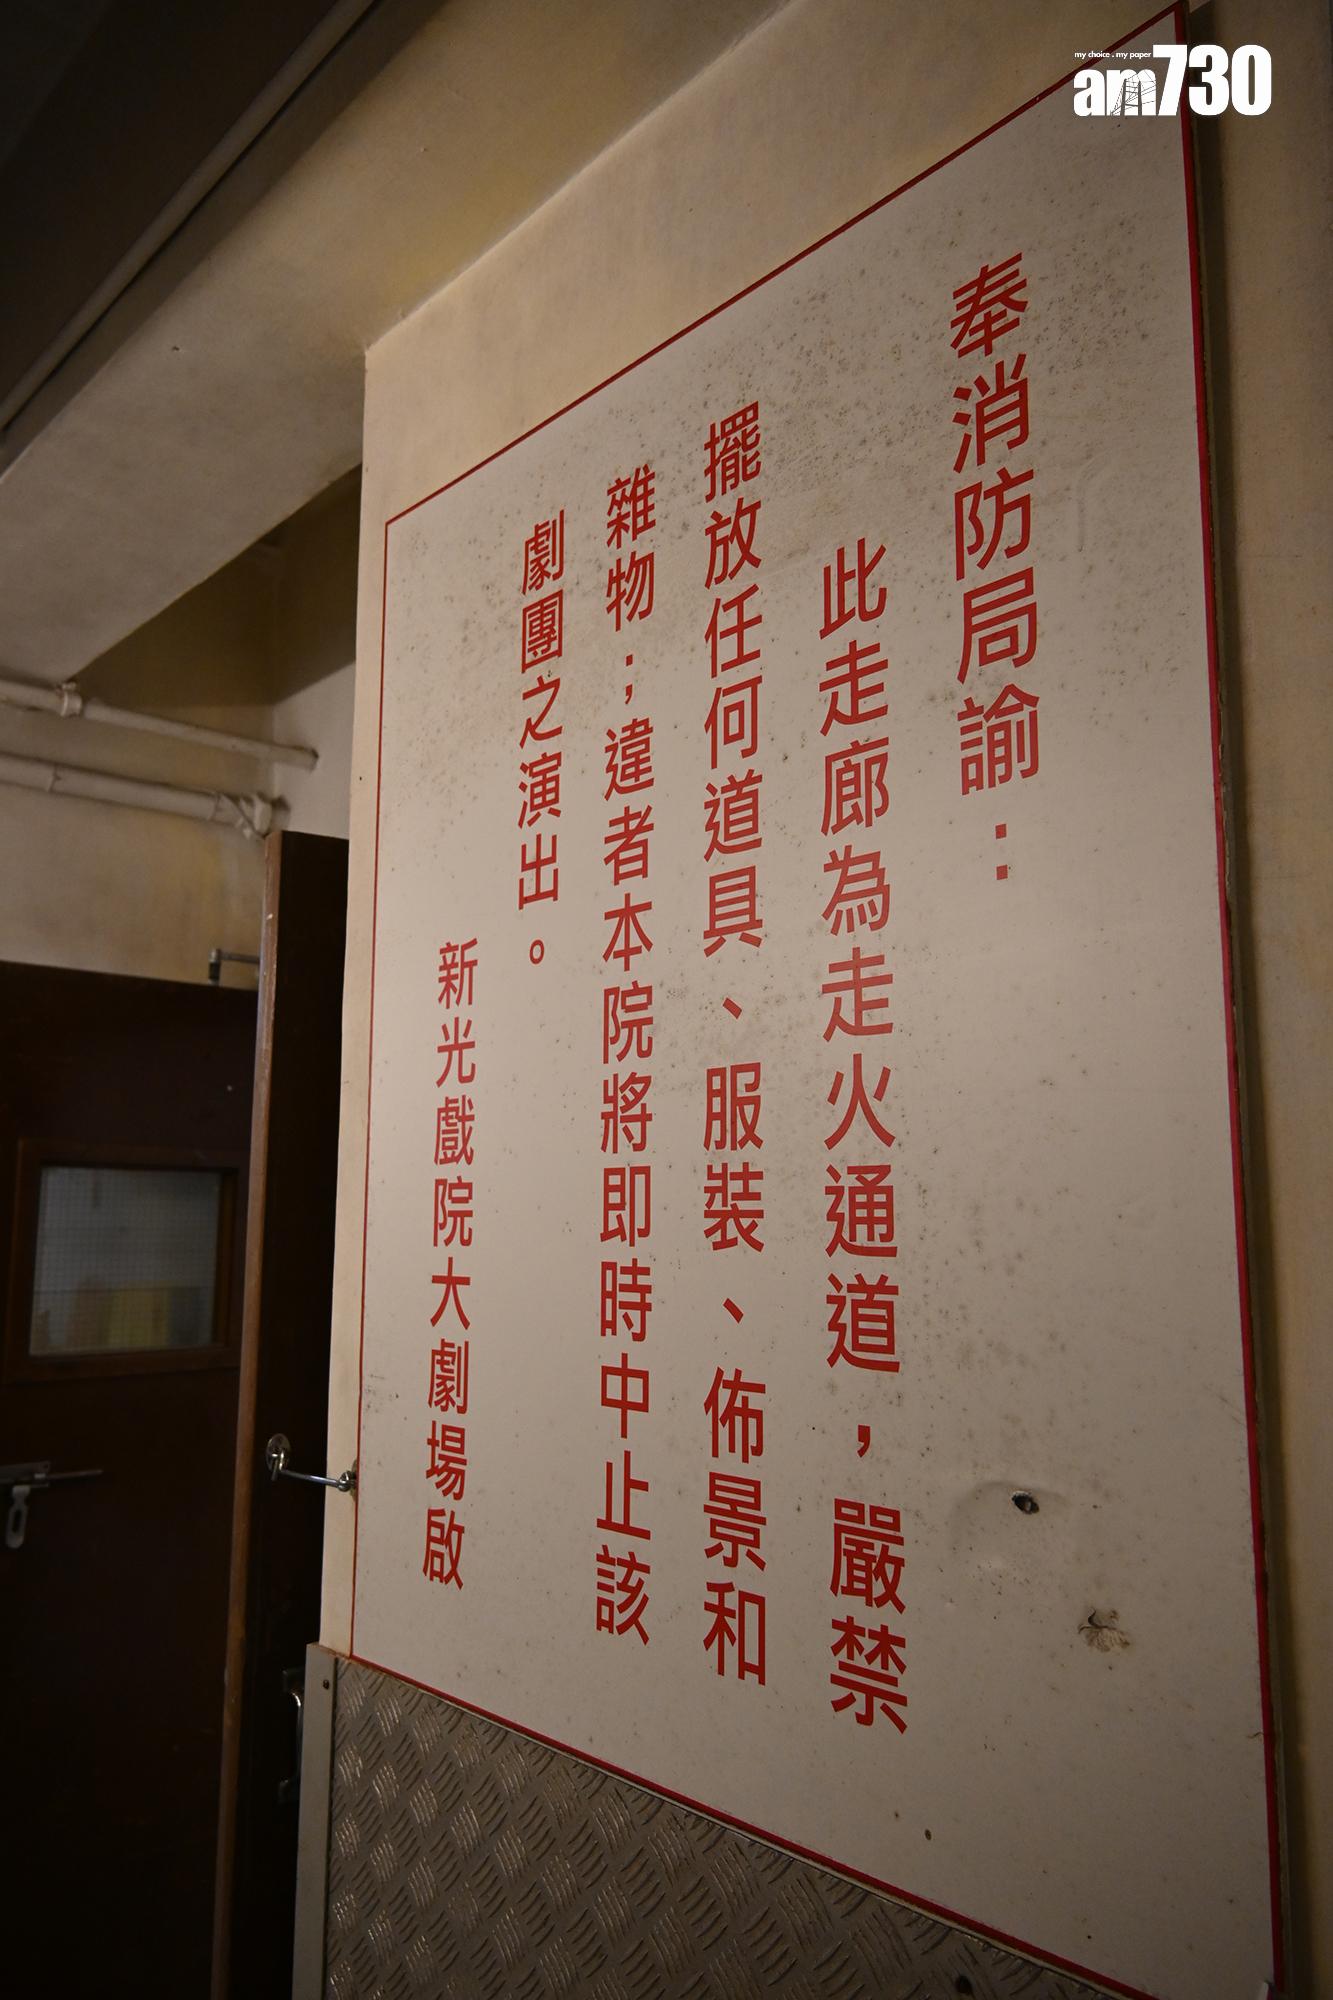 my choice . my paper
am730
奉消防局諭：
此走廊為走火通道，嚴禁
擺放任何道具、服裝、佈景和
雜物；違者本院將即時中止該
劇團之演出。
新光戲院大劇場啟